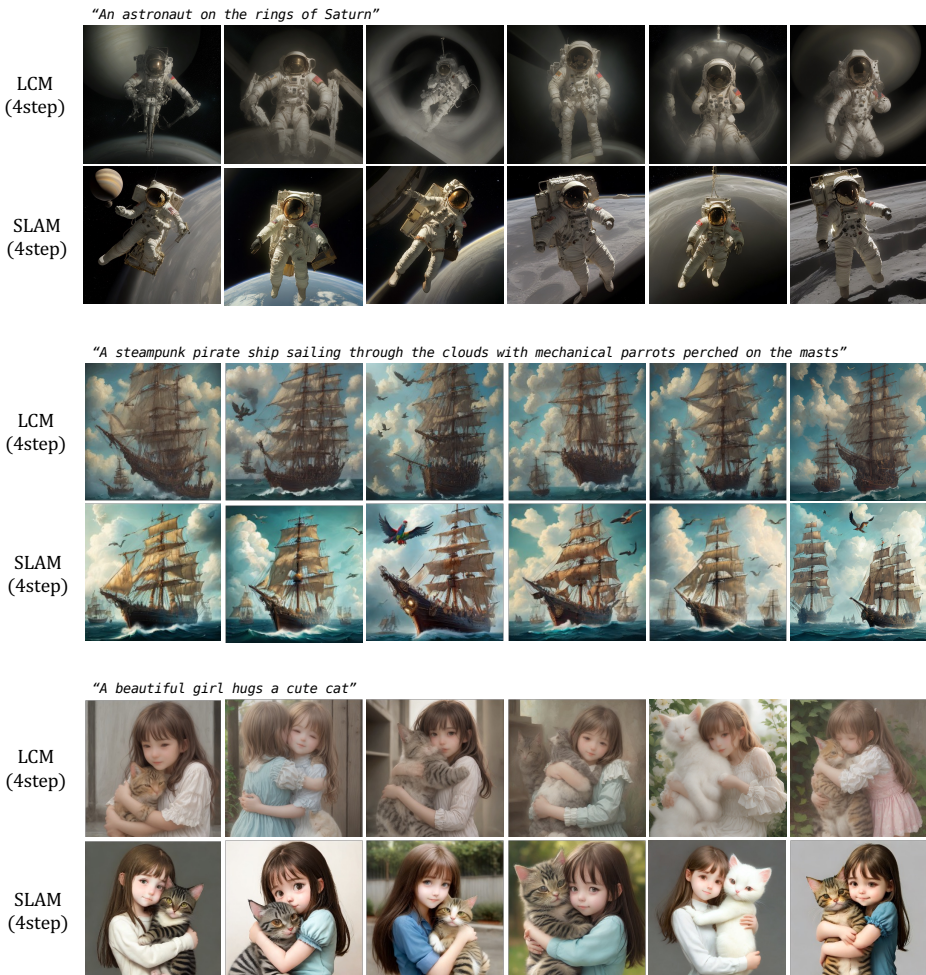 “An astronaut on the rings of Saturn”
LCM
(4step)
SLAM
(4step)
“A steampunk pirate ship sailing through the clouds with mechanical parrots perched on the masts”
LCM
(4step)
SLAM
(4step)
“A beautiful girl hugs a cute cat”
LCM
(4step)
SLAM
(4step)